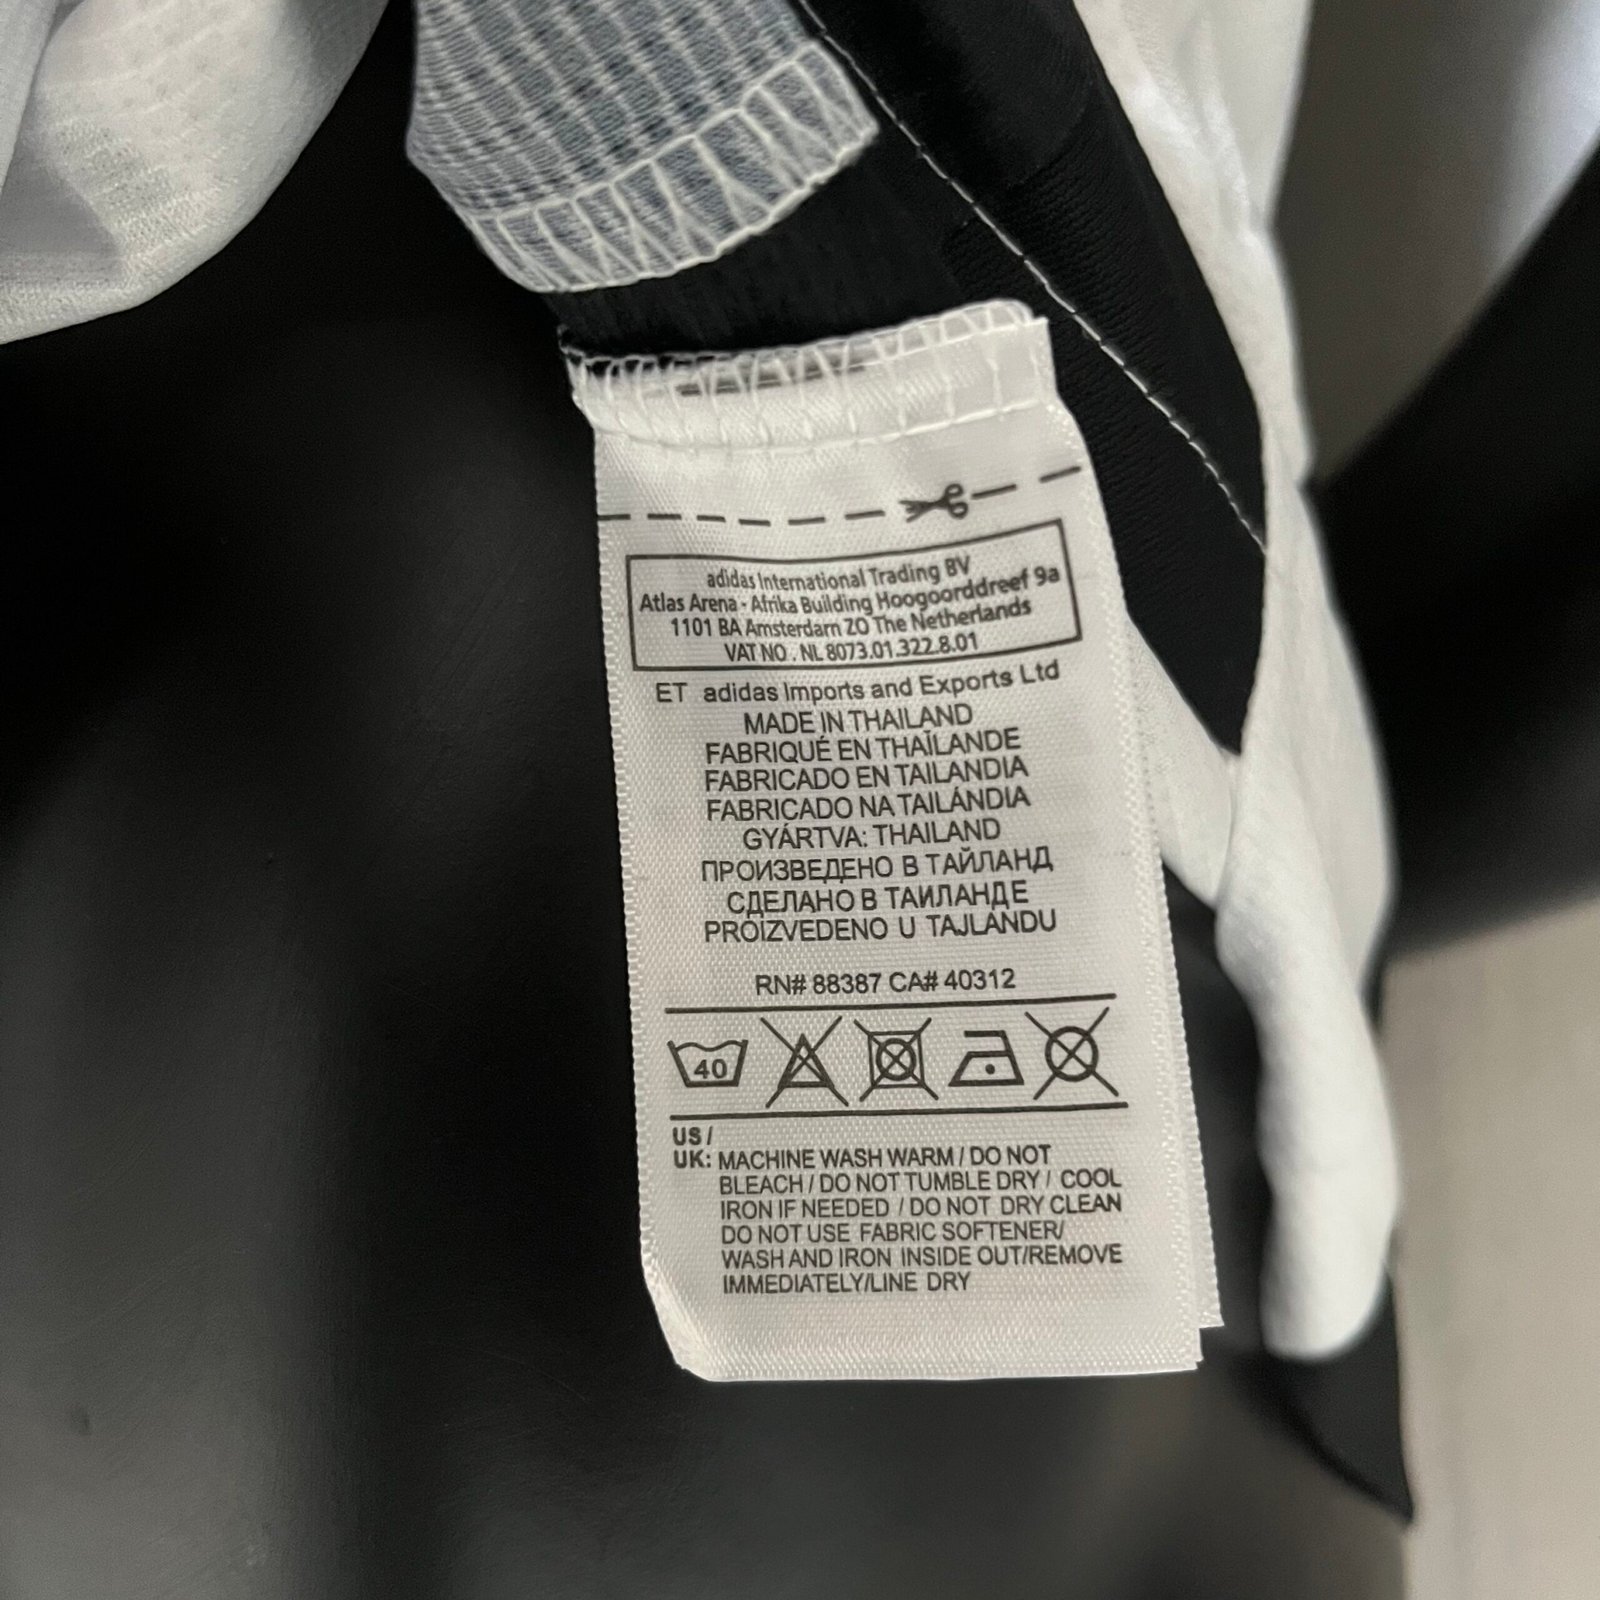 adidas International Trading BV
Atlas Arena - Afrika Building Hoogoorddreef 9a
1101 BA Amsterdam ZO The Netherlands
VAT NO. NL 8073.01.322.8.01
ET adidas Imports and Exports Ltd
MADE IN THAILAND
FABRIQUÉ EN THAÏLANDE
FABRICADO EN TAILANDIA
FABRICADO NA TAILÁNDIA
GYÁRTVA: THAILAND
ПРОИЗВЕДЕНО В ТАЙЛАНД
СДЕЛАНО В ТАИЛАНДЕ
PROIZVEDENO U TAJLANDU
RN# 88387 CA# 40312
40
US /
UK: MACHINE WASH WARM / DO NOT
BLEACH / DO NOT TUMBLE DRY / COOL
IRON IF NEEDED / DO NOT DRY CLEAN
DO NOT USE FABRIC SOFTENER/
WASH AND IRON INSIDE OUT/REMOVE
IMMEDIATELY/LINE DRY